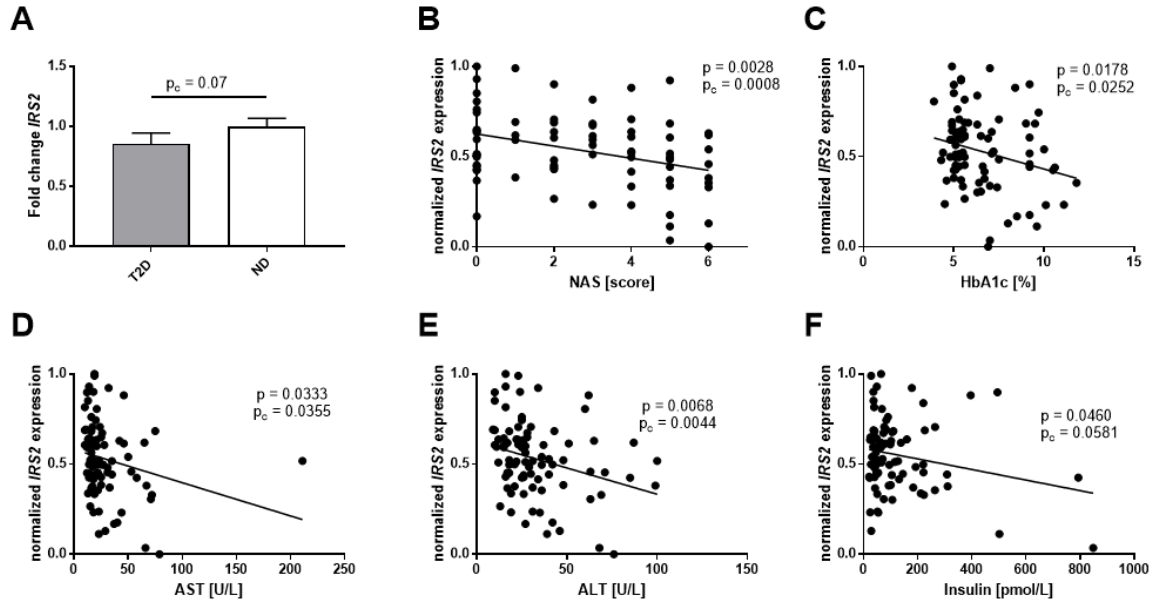 A
Fold change IRS2
1.5
1.0
0.5
0.0
pc = 0.07
T2D
ND
B
normalized IRS2 expression
1.0
0.5
0.0
p = 0.0028
pc = 0.0008
0 2 4 6
NAS [score]
C
normalized IRS2 expression
1.0
0.5
0.0
p = 0.0178
pc = 0.0252
0 5 10 15
HbA1c [%]
D
normalized IRS2 expression
1.0
0.5
0.0
p = 0.0333
pc = 0.0355
0 50 100 150 200 250
AST [U/L]
E
normalized IRS2 expression
1.0
0.5
0.0
p = 0.0068
pc = 0.0044
0 50 100 150
ALT [U/L]
F
normalized IRS2 expression
1.0
0.5
0.0
p = 0.0460
pc = 0.0581
0 200 400 600 800 1000
Insulin [pmol/L]